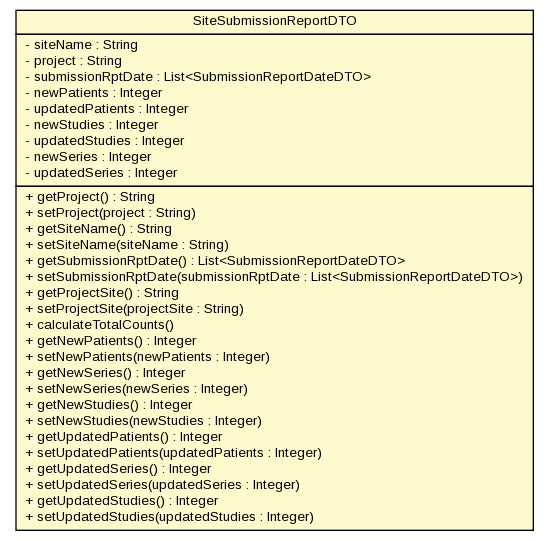 SiteSubmissionReportDTO
- siteName : String
- project : String
- submissionRptDate : List<SubmissionReportDateDTO>
- newPatients : Integer
- updatedPatients : Integer
- newStudies : Integer
- updatedStudies : Integer
- newSeries : Integer
- updatedSeries : Integer
+ getProject() : String
+ setProject(project : String)
+ getSiteName() : String
+ setSiteName(siteName : String)
+ getSubmissionRptDate() : List<SubmissionReportDateDTO>
+ setSubmissionRptDate(submissionRptDate : List<SubmissionReportDateDTO>)
+ getProjectSite() : String
+ setProjectSite(projectSite : String)
+ calculateTotalCounts()
+ getNewPatients() : Integer
+ setNewPatients(newPatients : Integer)
+ getNewSeries() : Integer
+ setNewSeries(newSeries : Integer)
+ getNewStudies() : Integer
+ setNewStudies(newStudies : Integer)
+ getUpdatedPatients() : Integer
+ setUpdatedPatients(updatedPatients : Integer)
+ getUpdatedSeries() : Integer
+ setUpdatedSeries(updatedSeries : Integer)
+ getUpdatedStudies() : Integer
+ setUpdatedStudies(updatedStudies : Integer)